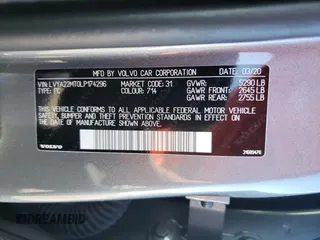 MFD. BY VOLVO CAR CORPORATION DATE: 03/20
VIN: LVYA22MT0LP174296 MARKET CODE: 31 GVWR: 5290 LB
TYPE: PC COLOUR: 714 GAWR FRONT: 2645 LB
GAWR REAR: 2755 LB
THIS VEHICLE CONFORMS TO ALL APPLICABLE FEDERAL MOTOR VEHICLE
SAFETY, BUMPER AND THEFT PREVENTION STANDARDS IN EFFECT ON THE
DATE OF MANUFACTURE SHOWN ABOVE.
VOLVO
DREAMBID